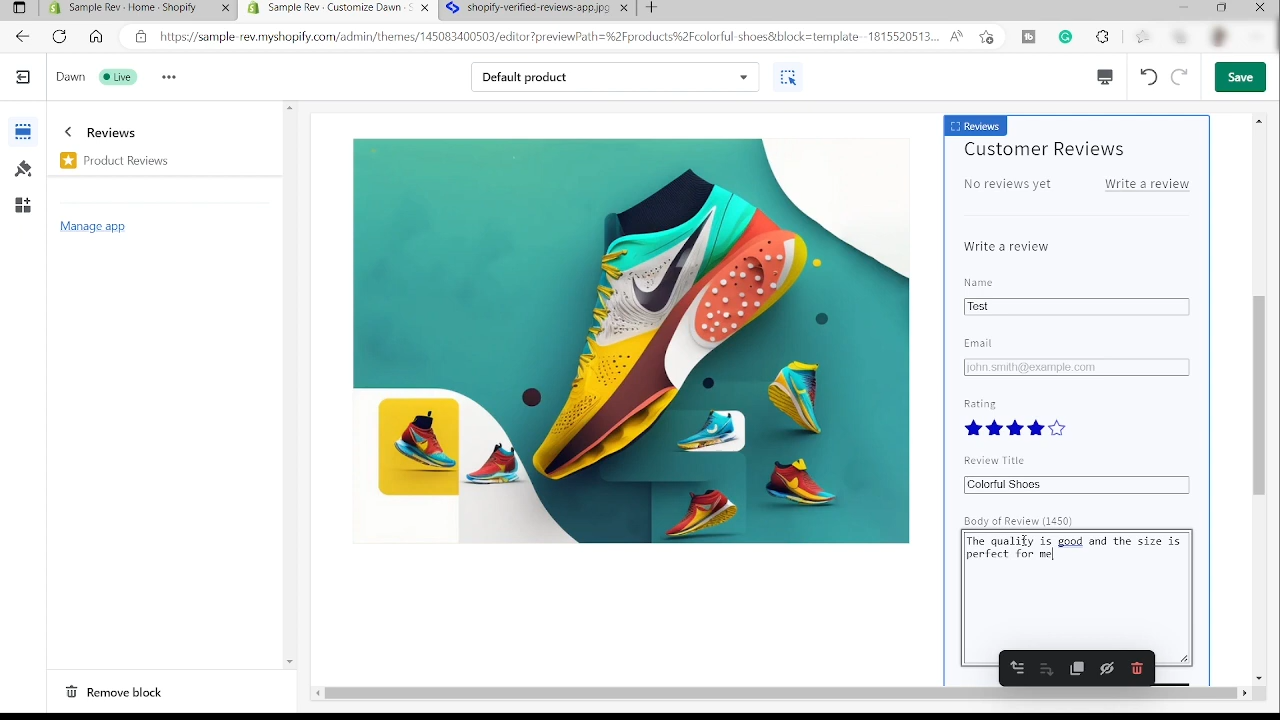 Sample Rev - Home - Shopify
Sample Rev - Customize Dawn - S
shopify-verified-reviews-app.jpg
https://sample-rev.myshopify.com/admin/themes/145083400503/editor?previewPath=%2Fproducts%2Fcolorful-shoes&block=template--1815520513...
Dawn
Live
Default product
Save
Reviews
Product Reviews
Manage app
Remove block
Reviews
Customer Reviews
No reviews yet
Write a review
Write a review
Name
Test
Email
john.smith@example.com
Rating
Review Title
Colorful Shoes
Body of Review (1450)
The quality is good and the size is
perfect for me